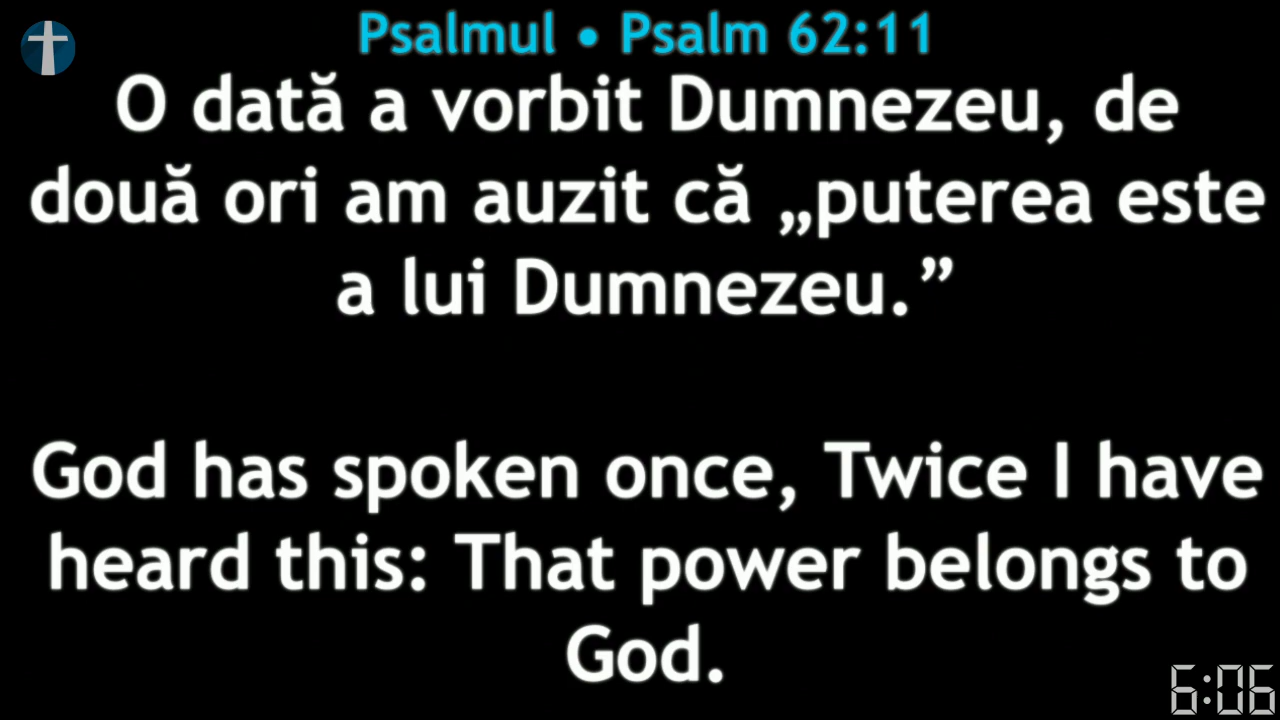 Psalmul • Psalm 62:11
O dată a vorbit Dumnezeu, de
două ori am auzit că „puterea este
a lui Dumnezeu.”
God has spoken once, Twice I have
heard this: That power belongs to
God.
6:06